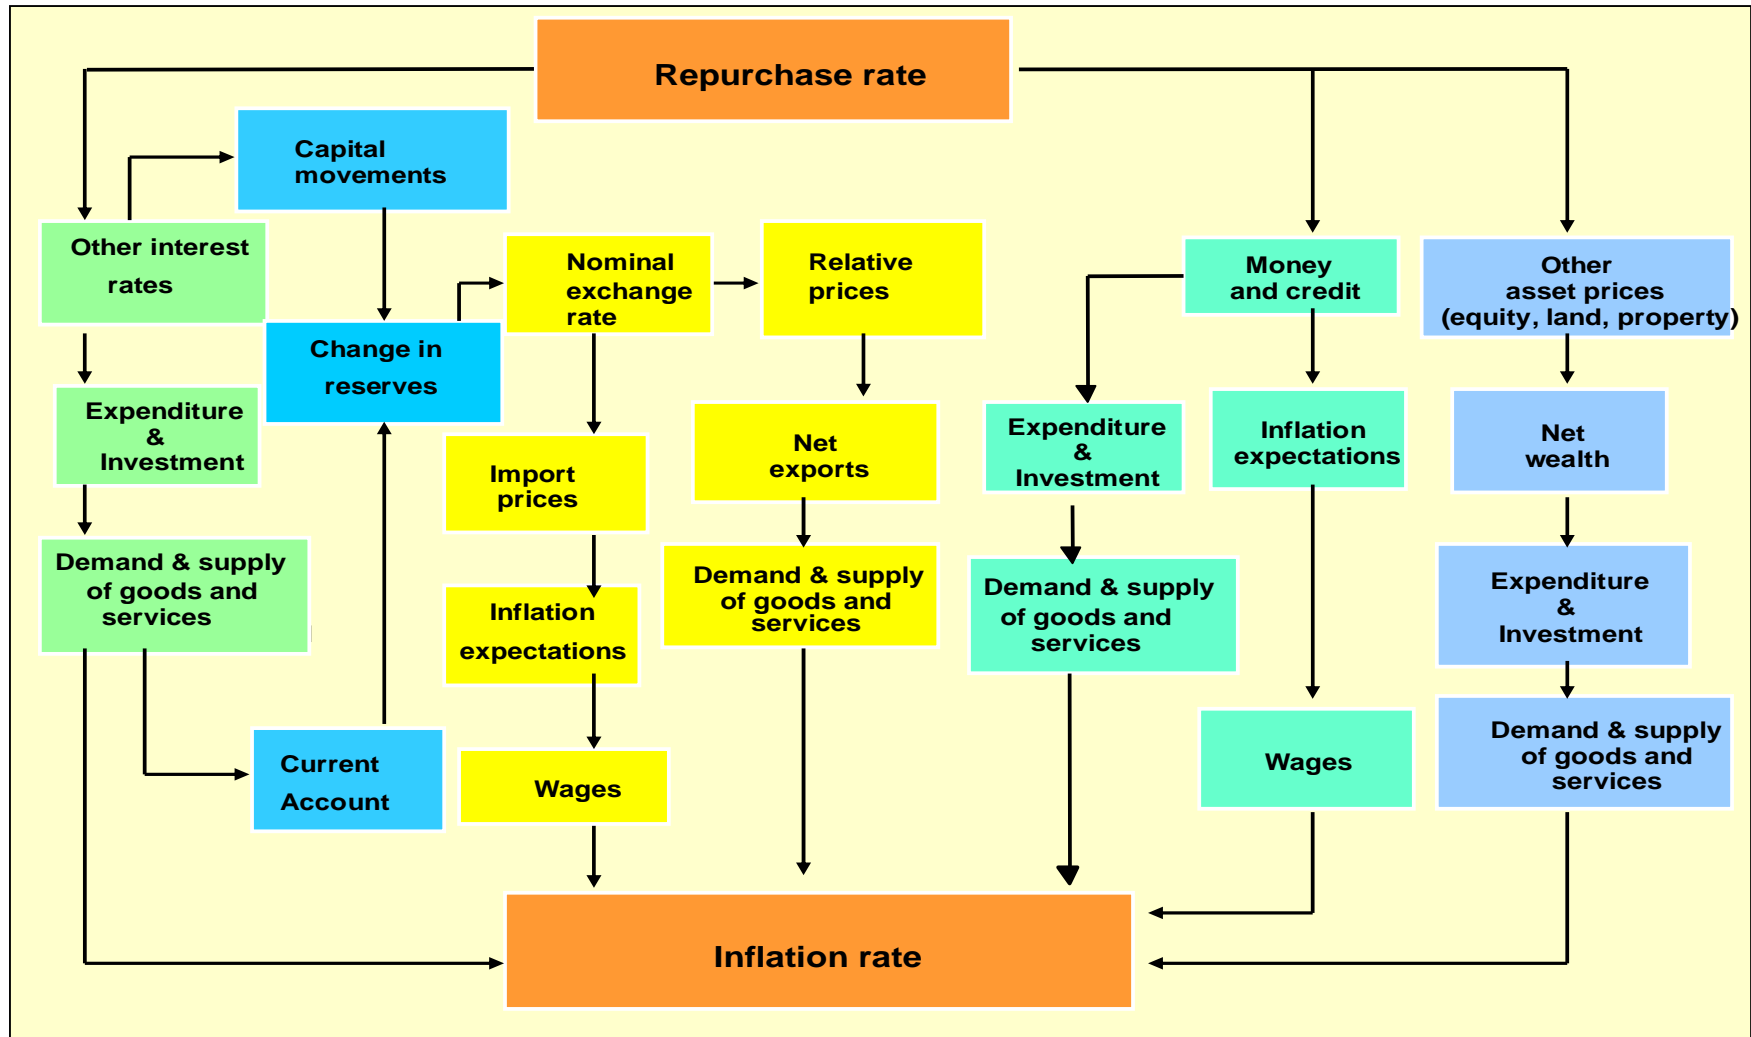 Repurchase rate
Capital
movements
Other interest
rates
Nominal
exchange
rate
Relative
prices
Money
and credit
Other
asset prices
(equity, land, property)
Change in
reserves
Expenditure
&
Investment
Import
prices
Net
exports
Expenditure
&
Investment
Inflation
expectations
Net
wealth
Demand & supply
of goods and
services
Inflation
expectations
Demand & supply
of goods and
services
Demand & supply
of goods and
services
Expenditure
&
Investment
Current
Account
Wages
Wages
Demand & supply
of goods and
services
Inflation rate